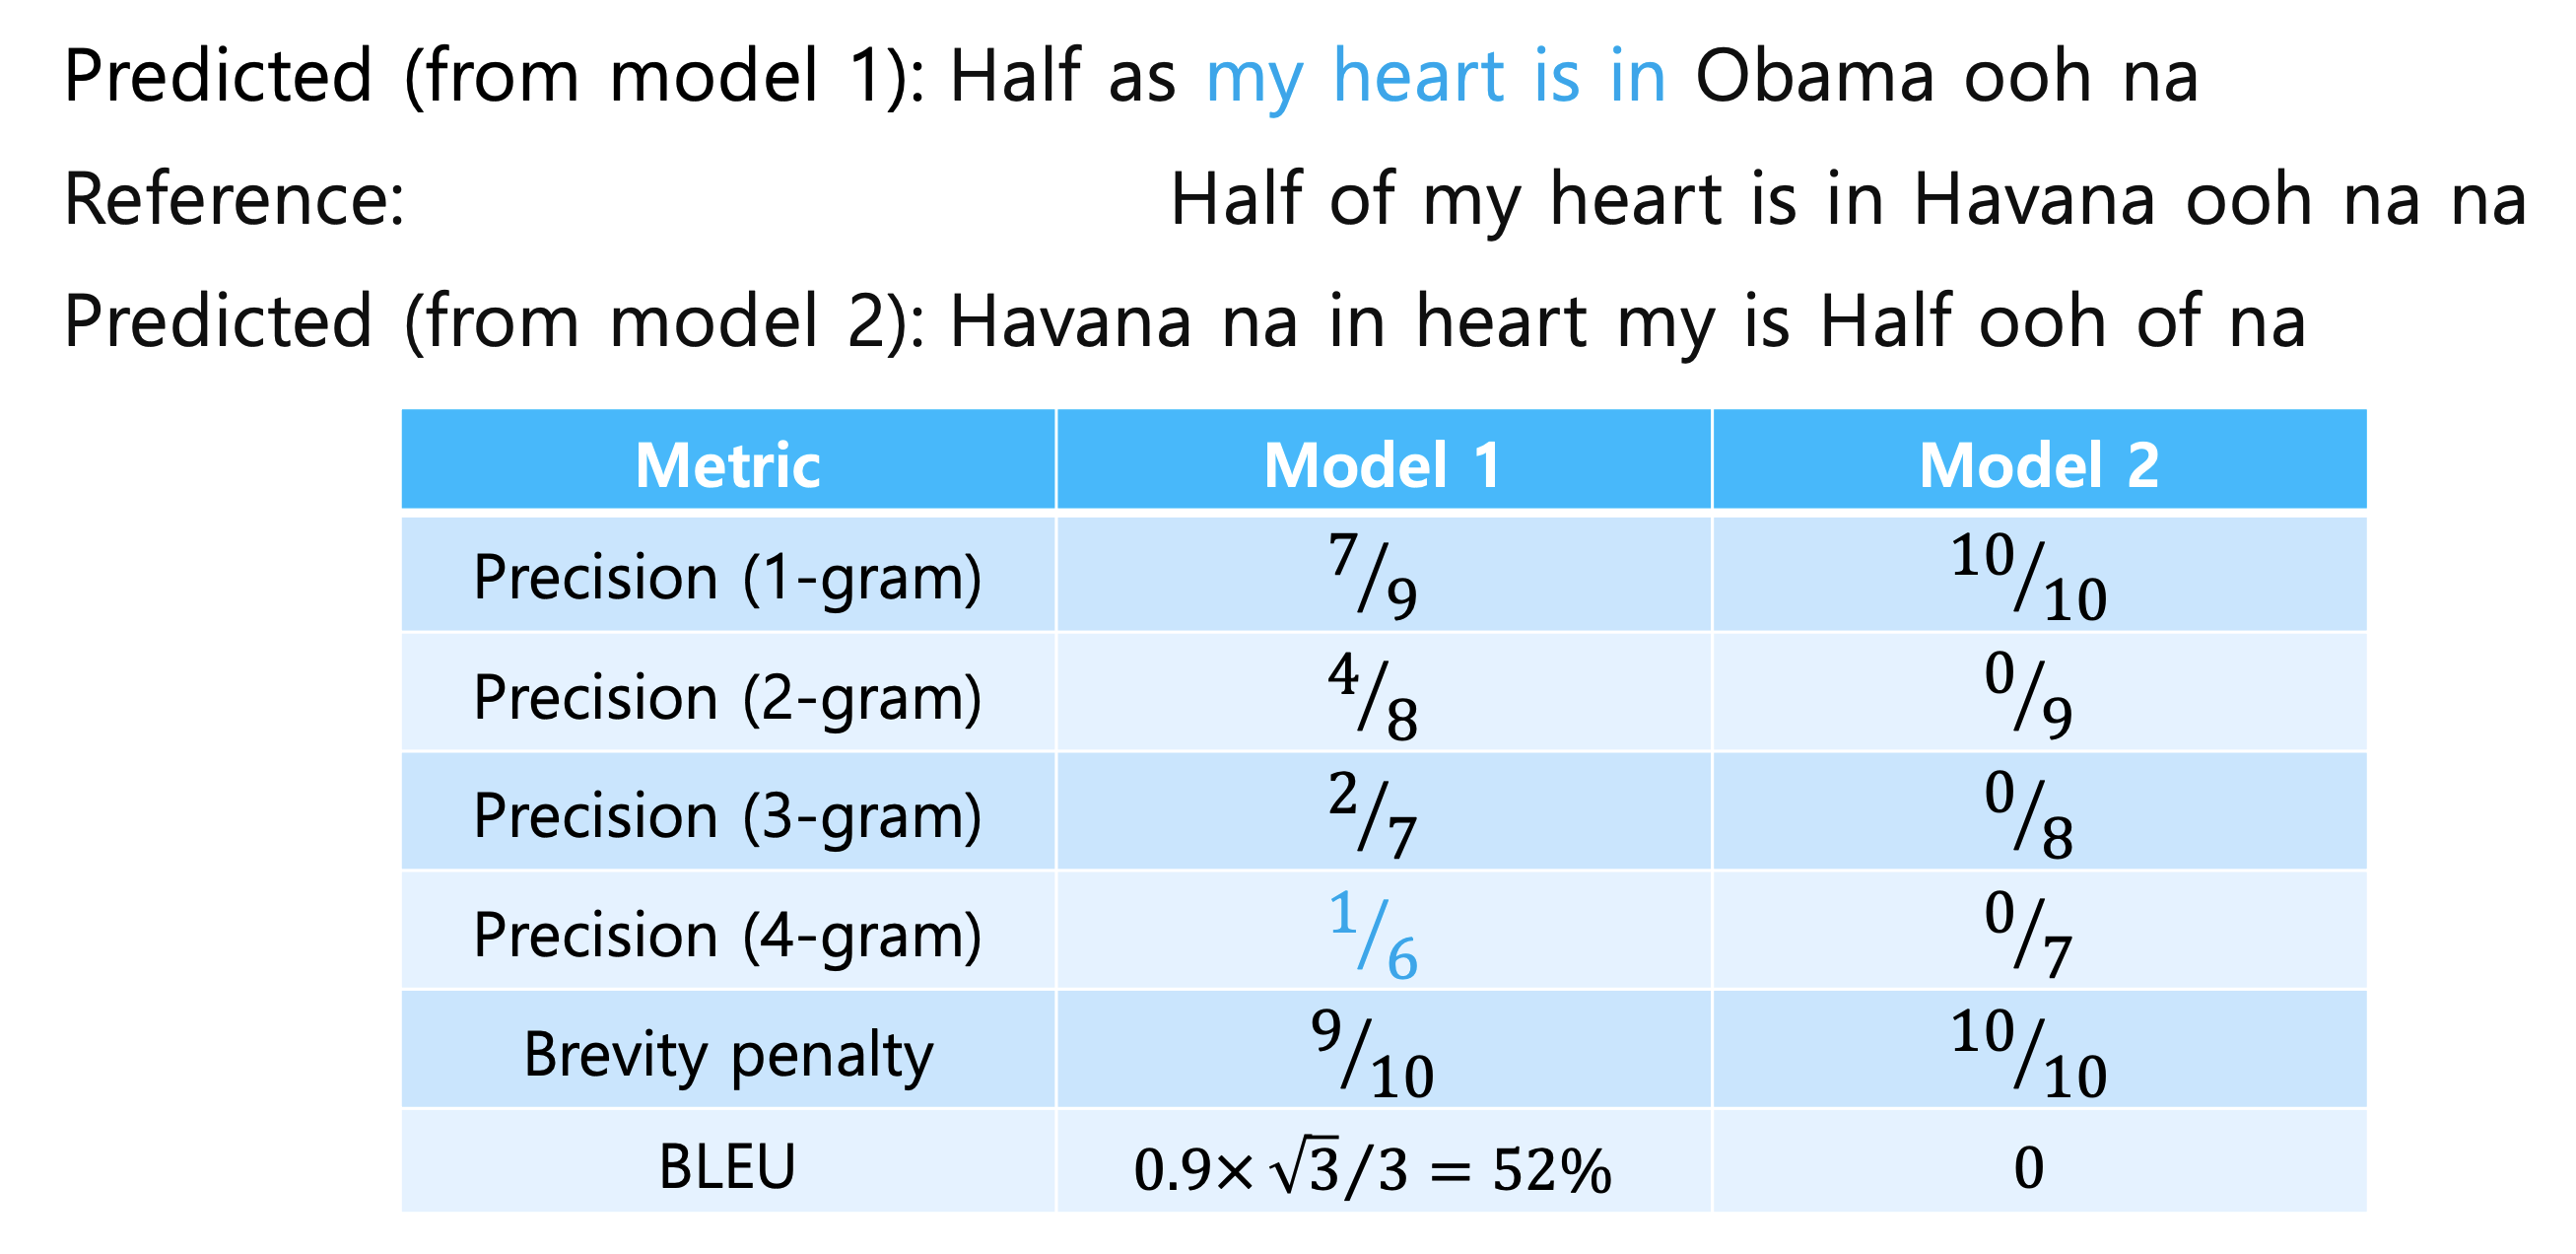 Predicted (from model 1): Half as my heart is in Obama ooh na
Reference: Half of my heart is in Havana ooh na na
Predicted (from model 2): Havana na in heart my is Half ooh of na
Metric Model 1 Model 2
Precision (1-gram) 7/9 10/10
Precision (2-gram) 4/8 0/9
Precision (3-gram) 2/7 0/8
Precision (4-gram) 1/6 0/7
Brevity penalty 9/10 10/10
BLEU 0.9× √3/3 = 52% 0